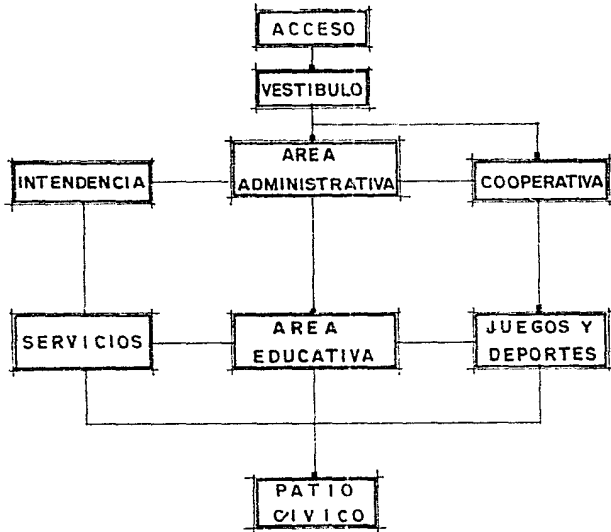 ACCESO
VESTIBULO
AREA
ADMINISTRATIVA
INTENDENCIA
COOPERATIVA
SERVICIOS
AREA
EDUCATIVA
JUEGOS Y
DEPORTES
PATIO
CIVICO